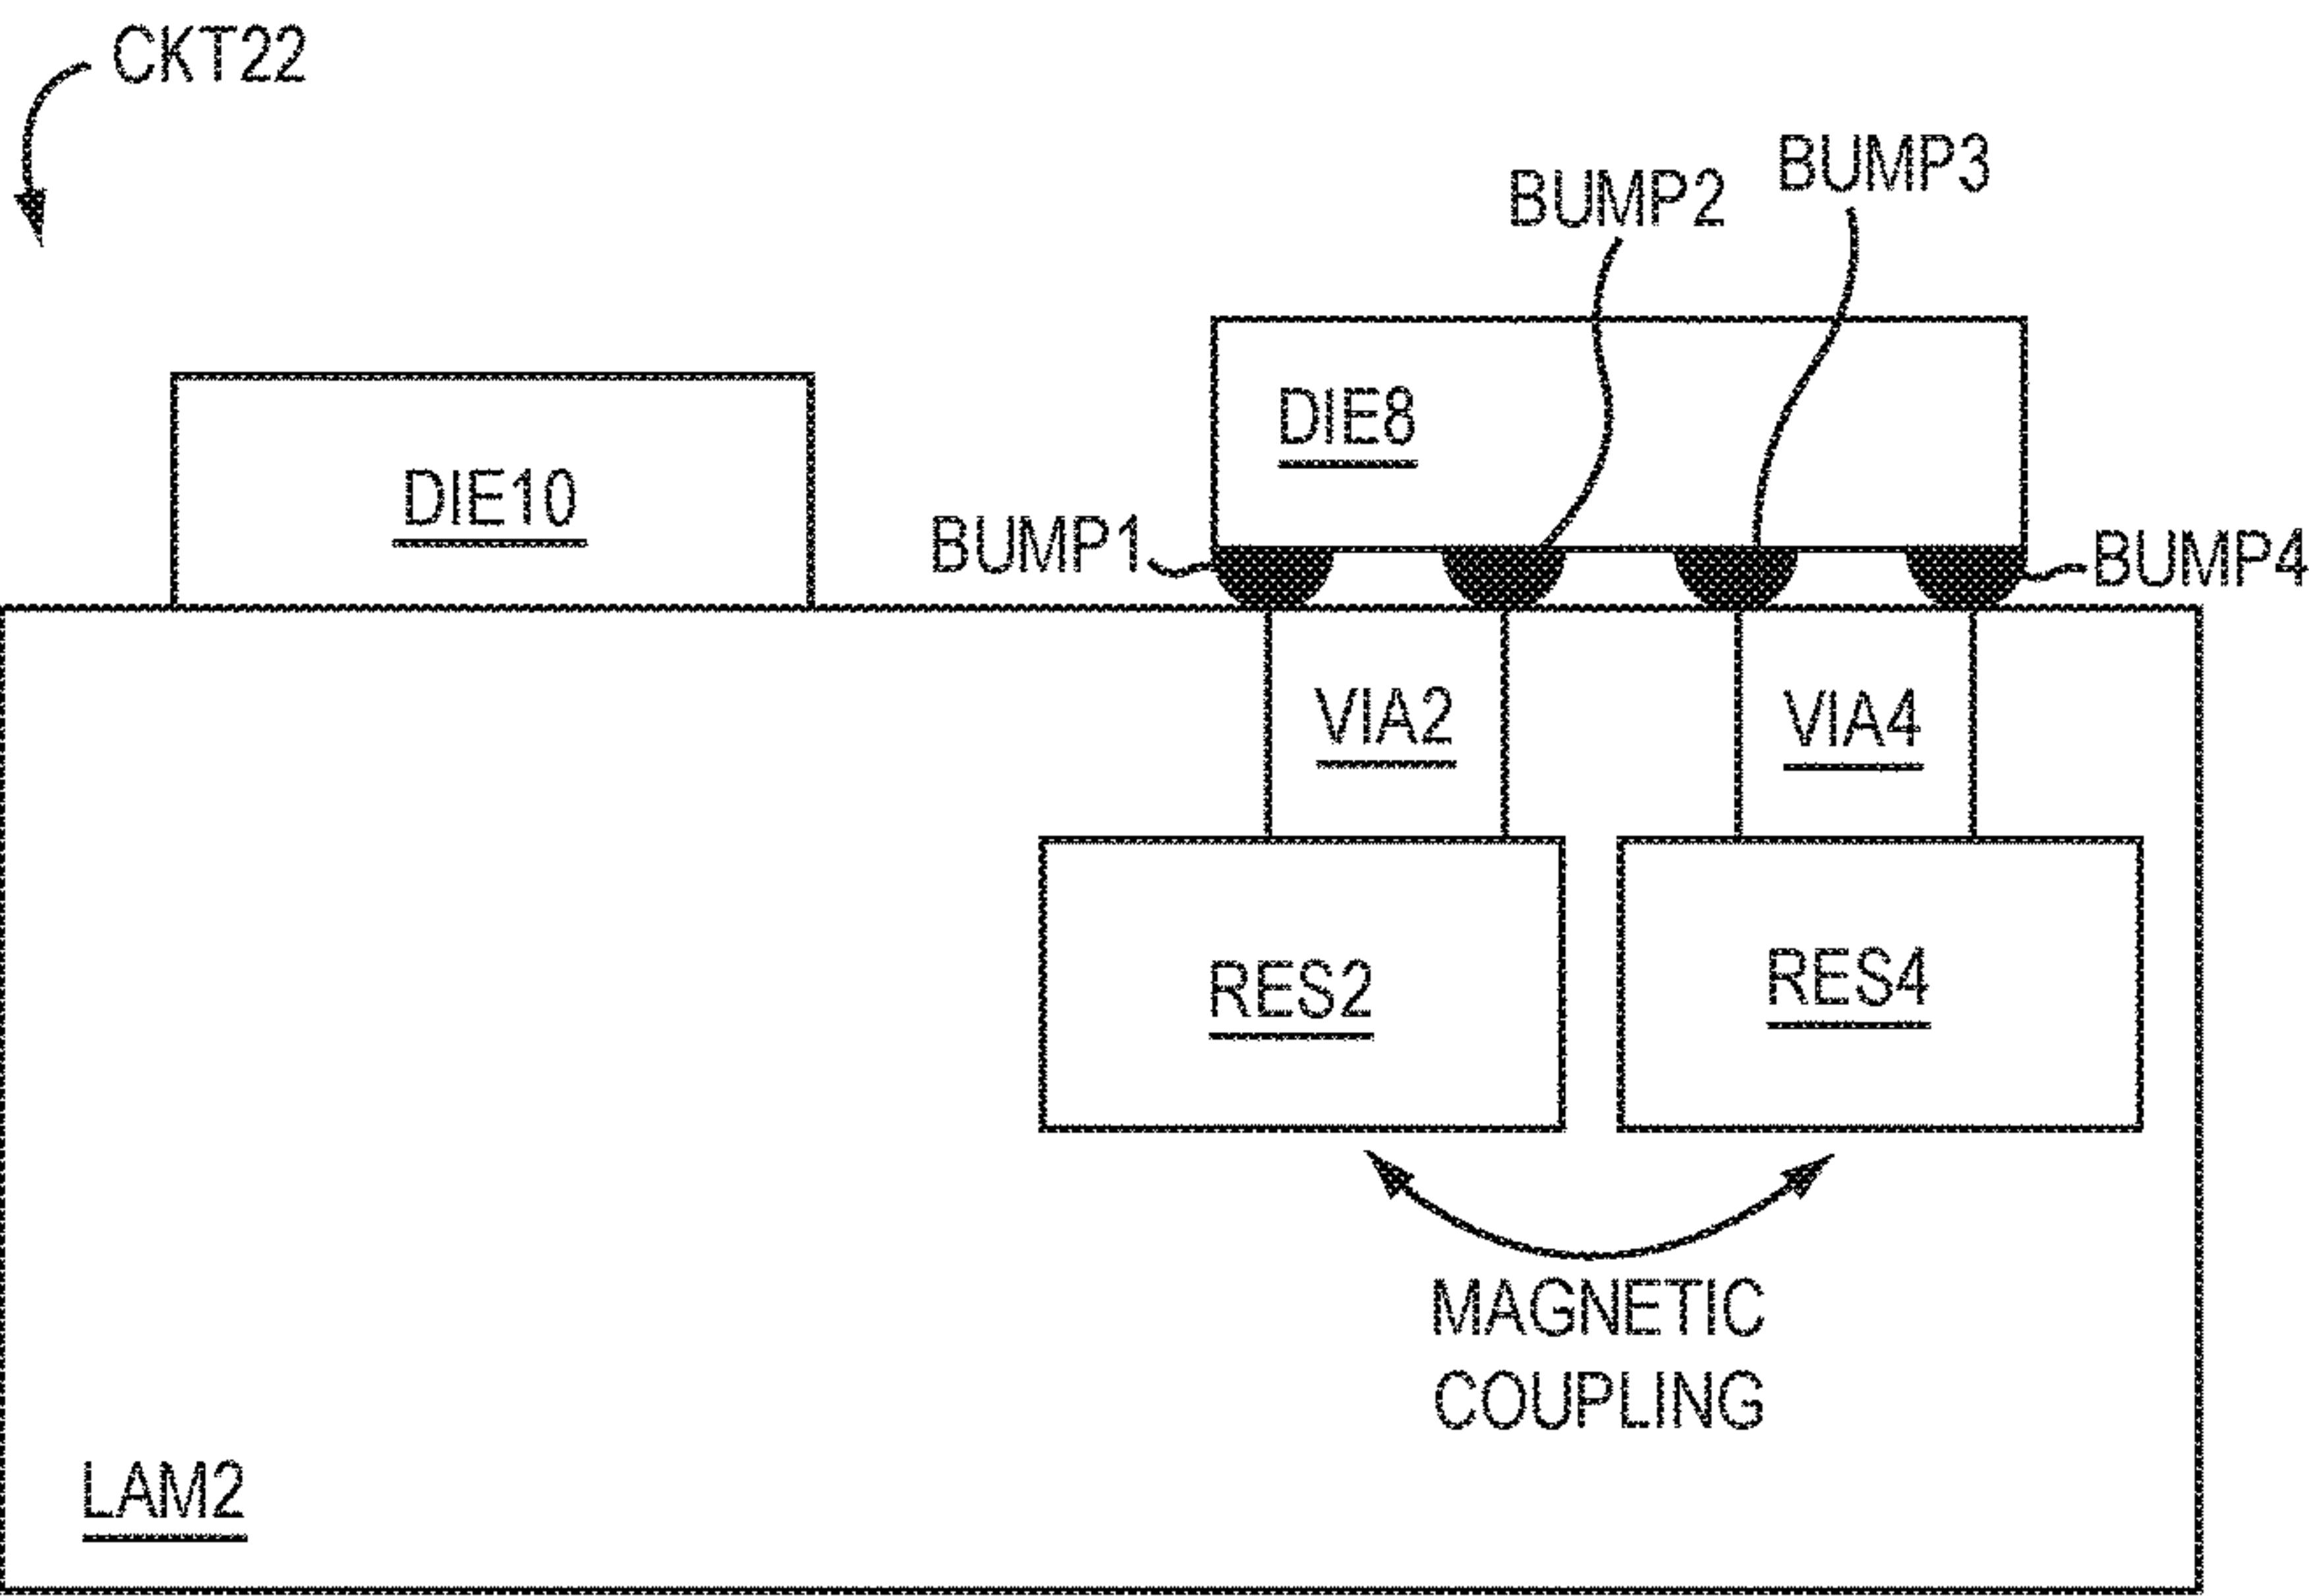 CKT22
BUMP3
BUMP2
DIE8
DIE10
BUMP1
BUMP4
VIA2
VIA4
RES2
RES4
MAGNETIC
COUPLING
LAM2